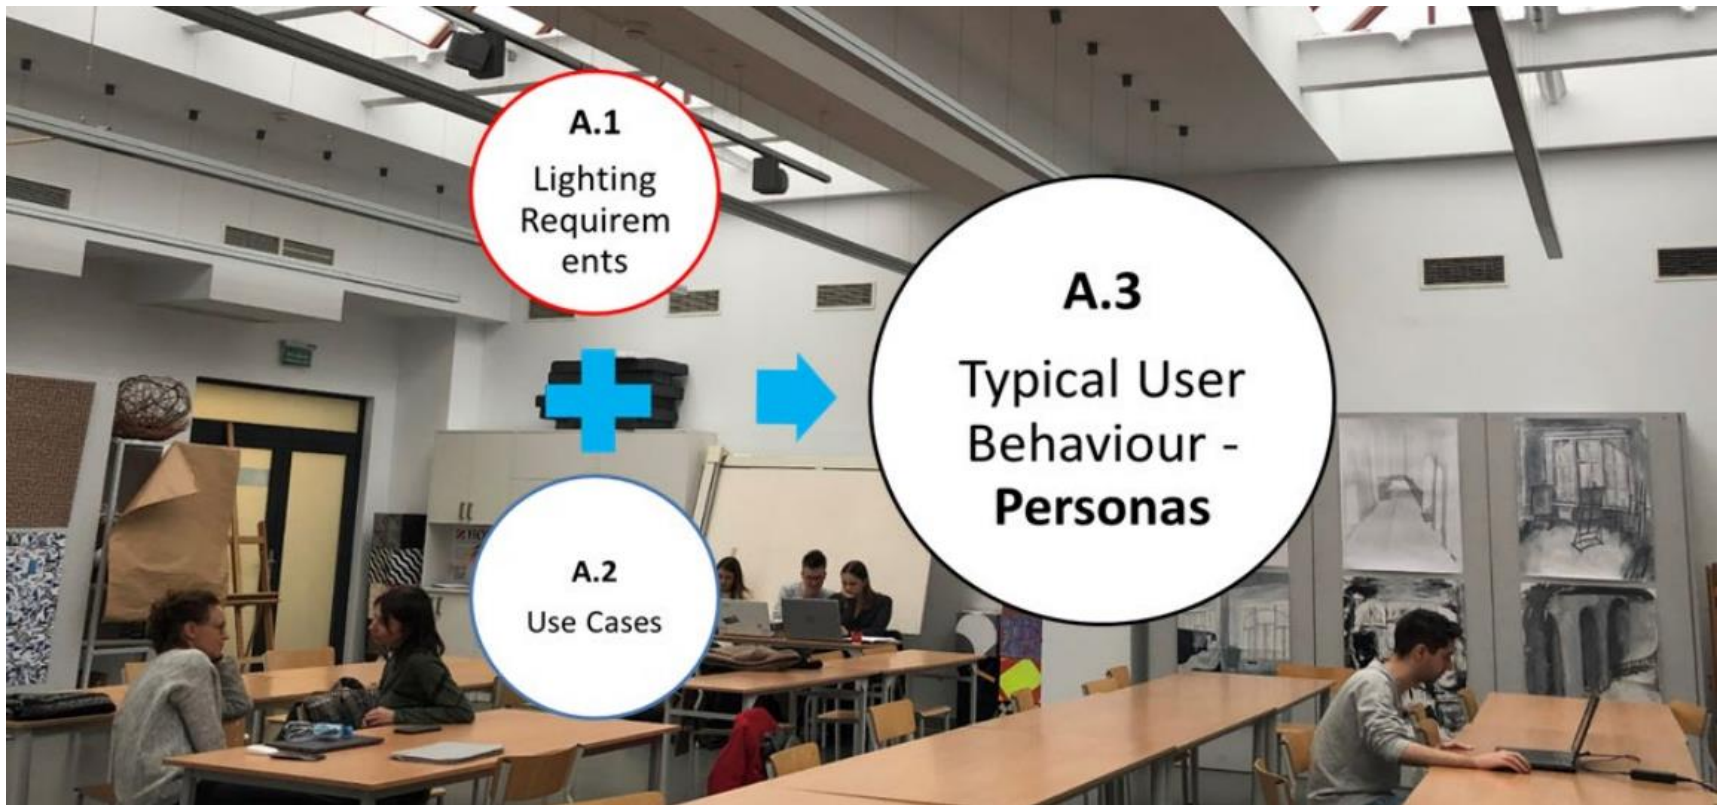 A.1
Lighting
Requirem
ents
A.3
Typical User
Behaviour -
Personas
A.2
Use Cases